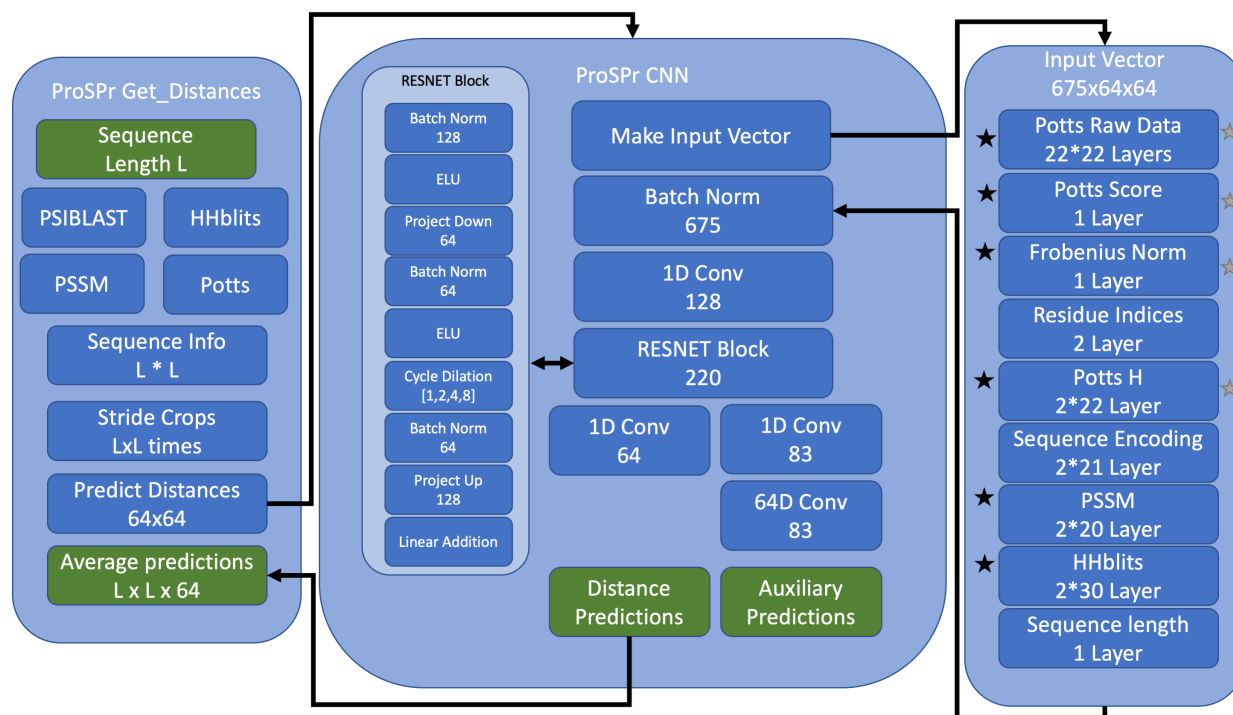 ProSPr Get_Distances
Sequence
Length L
PSIBLAST
HHblits
PSSM
Potts
Sequence Info
L * L
Stride Crops
LxL times
Predict Distances
64x64
Average predictions
L x L x 64
RESNET Block
Batch Norm
128
ELU
Project Down
64
Batch Norm
64
ELU
Cycle Dilation
[1,2,4,8]
Batch Norm
64
Project Up
128
Linear Addition
ProSPr CNN
Make Input Vector
Batch Norm
675
1D Conv
128
RESNET Block
220
1D Conv
64
1D Conv
83
64D Conv
83
Distance
Predictions
Auxiliary
Predictions
Input Vector
675x64x64
Potts Raw Data
22*22 Layers
Potts Score
1 Layer
Frobenius Norm
1 Layer
Residue Indices
2 Layer
Potts H
2*22 Layer
Sequence Encoding
2*21 Layer
PSSM
2*20 Layer
HHblits
2*30 Layer
Sequence length
1 Layer